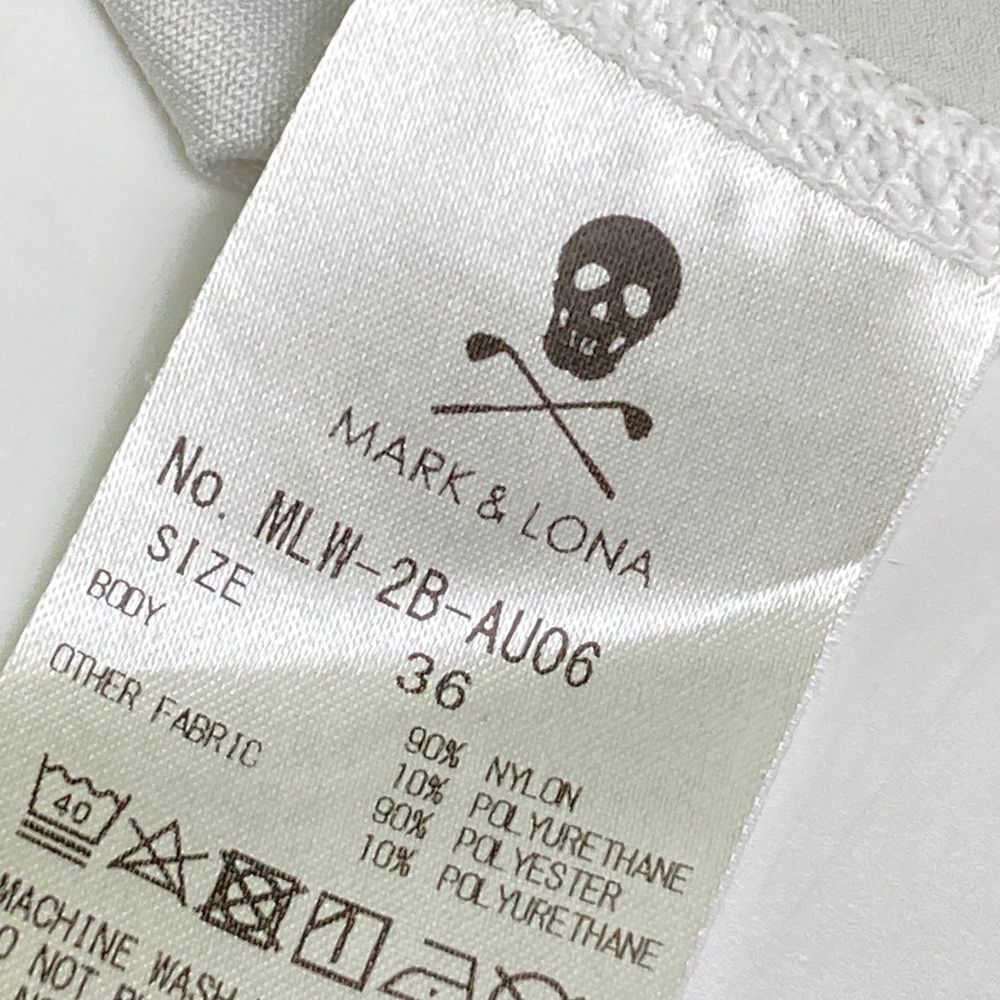 MARK & LONA
No. MLW-2B-AU06
SIZE 36
BODY 90% NYLON
10% POLYURETHANE
OTHER FABRIC 90% POLYESTER
10% POLYURETHANE
40
MACHINE WASH
NOT